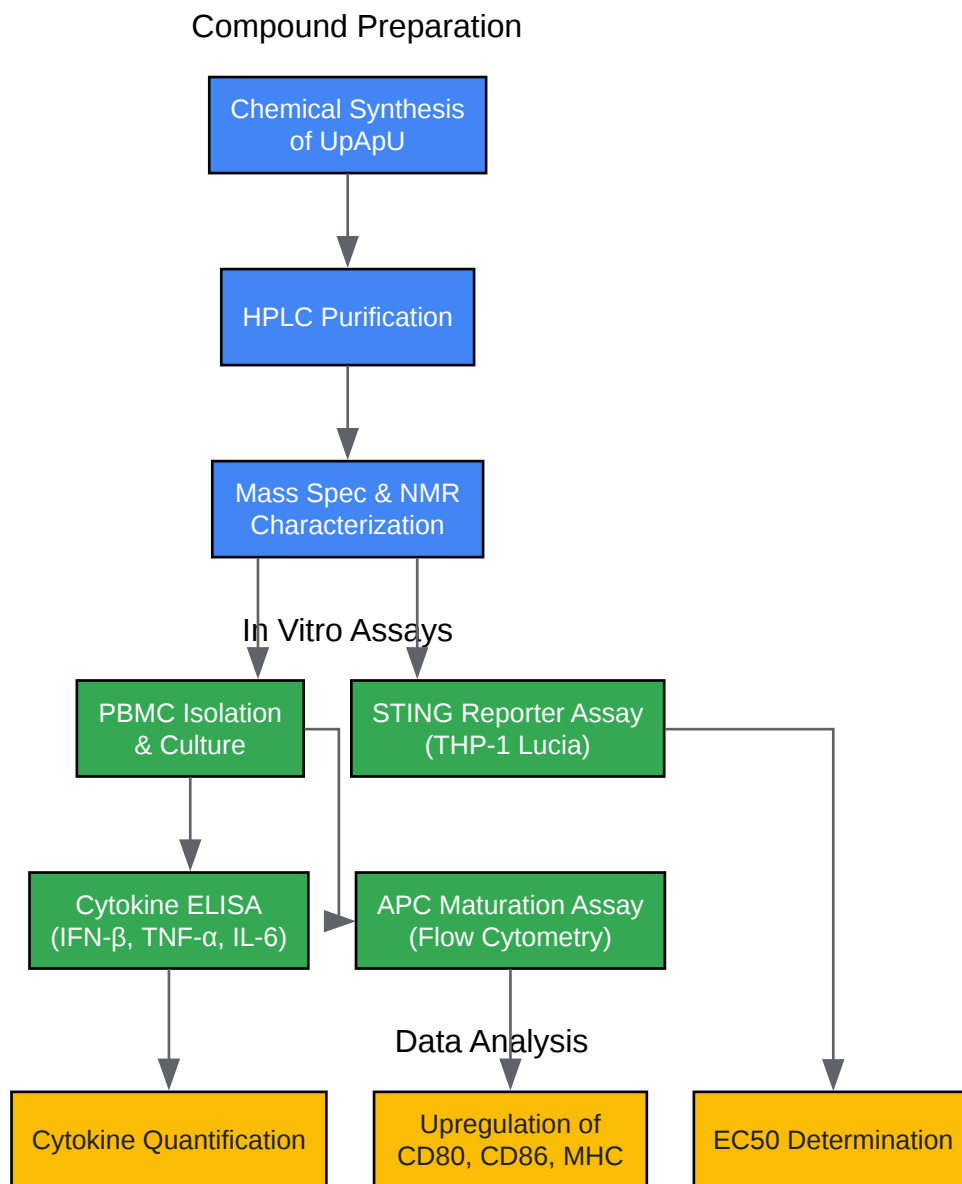 Compound Preparation
Chemical Synthesis
of UpApU
HPLC Purification
Mass Spec & NMR
Characterization
In Vitro Assays
PBMC Isolation
& Culture
STING Reporter Assay
(THP-1 Lucia)
Cytokine ELISA
(IFN-β, TNF-α, IL-6)
APC Maturation Assay
(Flow Cytometry)
Data Analysis
Cytokine Quantification
Upregulation of
CD80, CD86, MHC
EC50 Determination